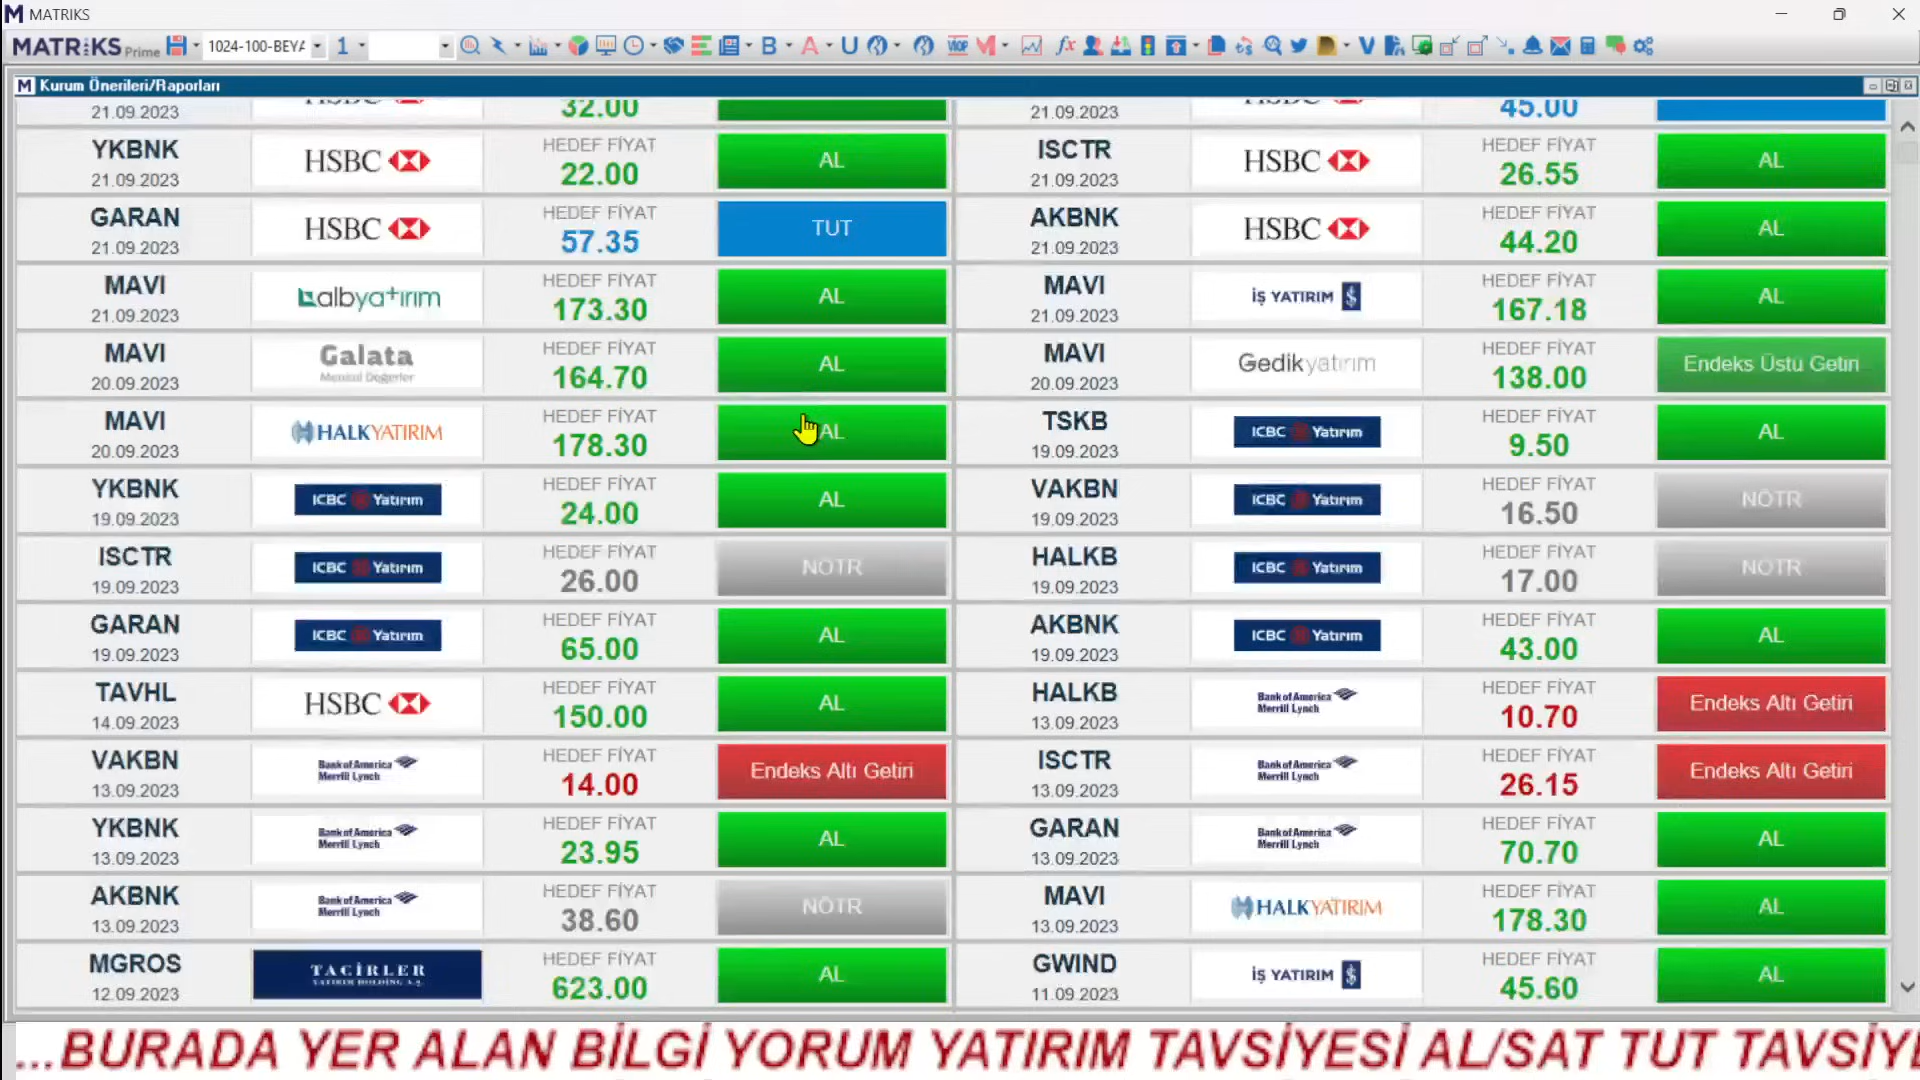 MATRIKS
MATRiKS Prime 1024-100-BEYA 1
Kurum Önerileri/Raporları
21.09.2023 HSBC 32.00 21.09.2023 HSBC 45.00
YKBNK 21.09.2023 HSBC HEDEF FİYAT 22.00 AL
ISCTR 21.09.2023 HSBC HEDEF FİYAT 26.55 AL
GARAN 21.09.2023 HSBC HEDEF FİYAT 57.35 TUT
AKBNK 21.09.2023 HSBC HEDEF FİYAT 44.20 AL
MAVI 21.09.2023 albyatırım HEDEF FİYAT 173.30 AL
MAVI 21.09.2023 İŞ YATIRIM HEDEF FİYAT 167.18 AL
MAVI 20.09.2023 Galata Menkul Değerler HEDEF FİYAT 164.70 AL
MAVI 20.09.2023 Gedik yatırım HEDEF FİYAT 138.00 Endeks Üstü Getiri
MAVI 20.09.2023 HALKYATIRIM HEDEF FİYAT 178.30 AL
TSKB 19.09.2023 ICBC Yatırım HEDEF FİYAT 9.50 AL
YKBNK 19.09.2023 ICBC Yatırım HEDEF FİYAT 24.00 AL
VAKBN 19.09.2023 ICBC Yatırım HEDEF FİYAT 16.50 NÖTR
ISCTR 19.09.2023 ICBC Yatırım HEDEF FİYAT 26.00 NÖTR
HALKB 19.09.2023 ICBC Yatırım HEDEF FİYAT 17.00 NÖTR
GARAN 19.09.2023 ICBC Yatırım HEDEF FİYAT 65.00 AL
AKBNK 19.09.2023 ICBC Yatırım HEDEF FİYAT 43.00 AL
TAVHL 14.09.2023 HSBC HEDEF FİYAT 150.00 AL
HALKB 13.09.2023 Bank of America Merrill Lynch HEDEF FİYAT 10.70 Endeks Altı Getiri
VAKBN 13.09.2023 Bank of America Merrill Lynch HEDEF FİYAT 14.00 Endeks Altı Getiri
ISCTR 13.09.2023 Bank of America Merrill Lynch HEDEF FİYAT 26.15 Endeks Altı Getiri
YKBNK 13.09.2023 Bank of America Merrill Lynch HEDEF FİYAT 23.95 AL
GARAN 13.09.2023 Bank of America Merrill Lynch HEDEF FİYAT 70.70 AL
AKBNK 13.09.2023 Bank of America Merrill Lynch HEDEF FİYAT 38.60 NÖTR
MAVI 13.09.2023 HALKYATIRIM HEDEF FİYAT 178.30 AL
MGROS 12.09.2023 TACİRLER YATIRIM HOLDİNG A.Ş. HEDEF FİYAT 623.00 AL
GWIND 11.09.2023 İŞ YATIRIM HEDEF FİYAT 45.60 AL
...BURADA YER ALAN BİLGİ YORUM YATIRIM TAVSİYESİ AL/SAT TUT TAVSİYE